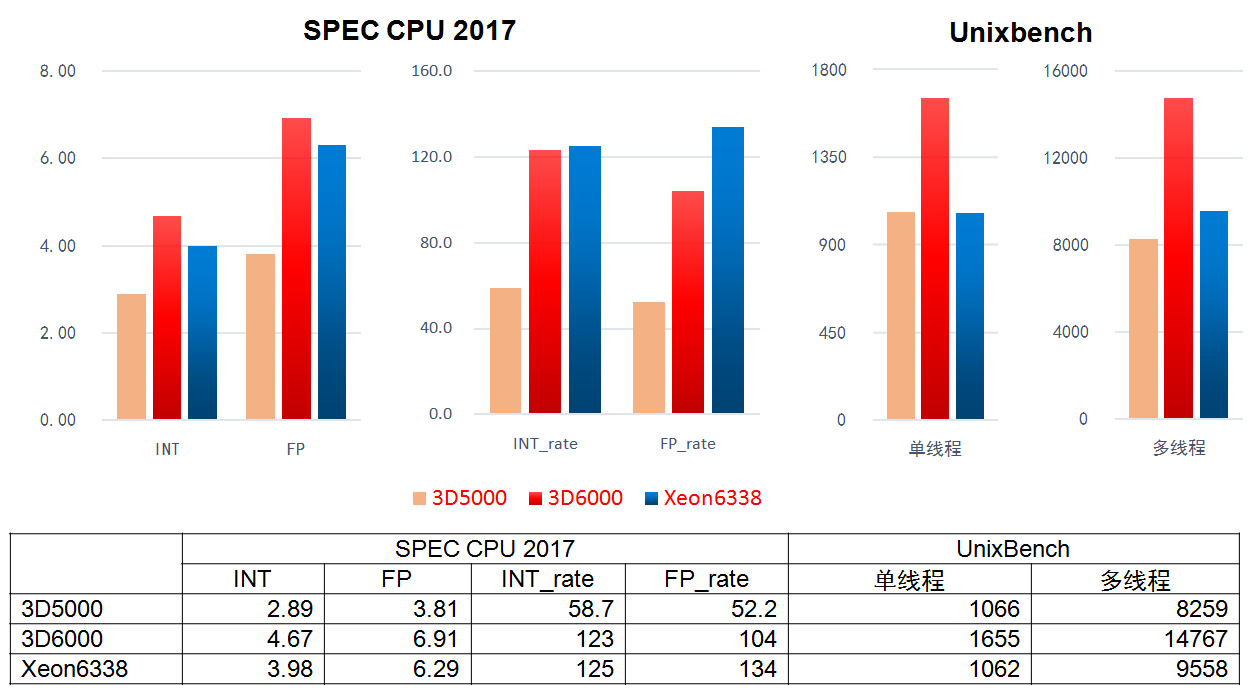 SPEC CPU 2017
Unixbench
8.00
6.00
4.00
2.00
0.00
INT
FP
160.0
120.0
80.0
40.0
0.0
INT_rate
FP_rate
1800
1350
900
450
0
单线程
16000
12000
8000
4000
0
多线程
3D5000 3D6000 Xeon6338
SPEC CPU 2017 UnixBench
INT FP INT_rate FP_rate 单线程 多线程
3D5000 2.89 3.81 58.7 52.2 1066 8259
3D6000 4.67 6.91 123 104 1655 14767
Xeon6338 3.98 6.29 125 134 1062 9558